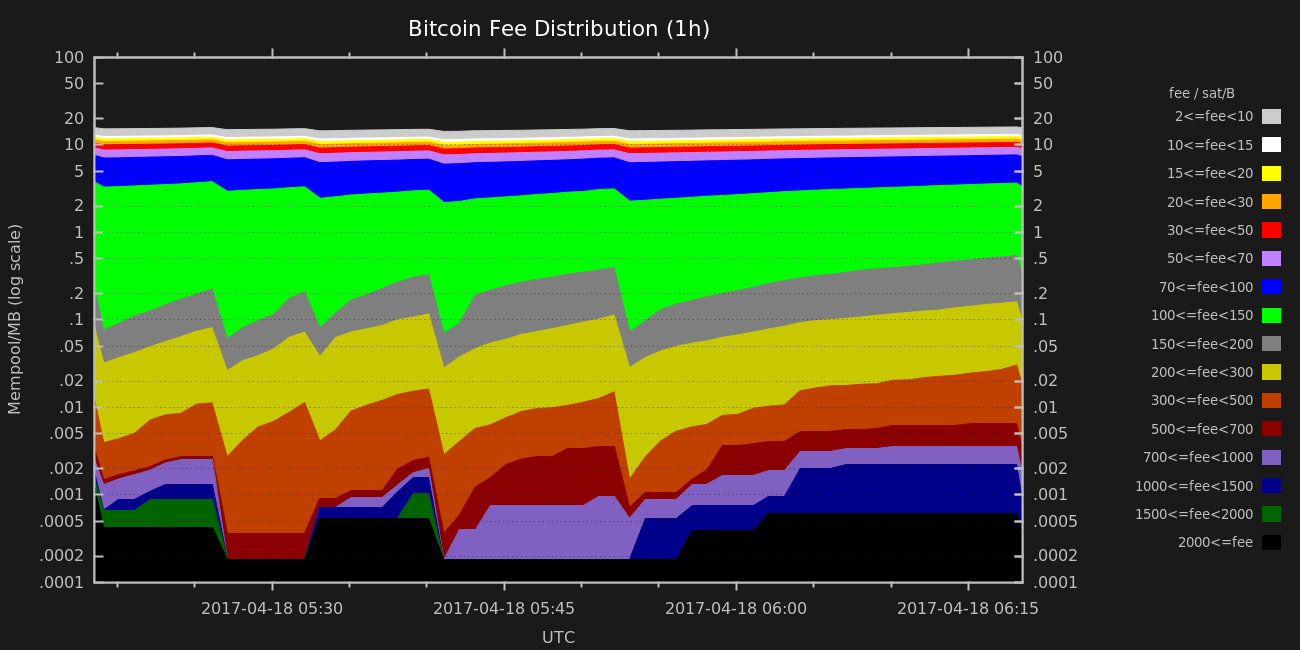 Bitcoin Fee Distribution (1h)
100 100
50 50
20 20
10 10
5 5
2 2
1 1
.5 .5
.2 .2
.1 .1
.05 .05
.02 .02
.01 .01
.005 .005
.002 .002
.001 .001
.0005 .0005
.0002 .0002
.0001 .0001
Mempool/MB (log scale)
2017-04-18 05:30 2017-04-18 05:45 2017-04-18 06:00 2017-04-18 06:15
UTC
fee / sat/B
2<=fee<10
10<=fee<15
15<=fee<20
20<=fee<30
30<=fee<50
50<=fee<70
70<=fee<100
100<=fee<150
150<=fee<200
200<=fee<300
300<=fee<500
500<=fee<700
700<=fee<1000
1000<=fee<1500
1500<=fee<2000
2000<=fee